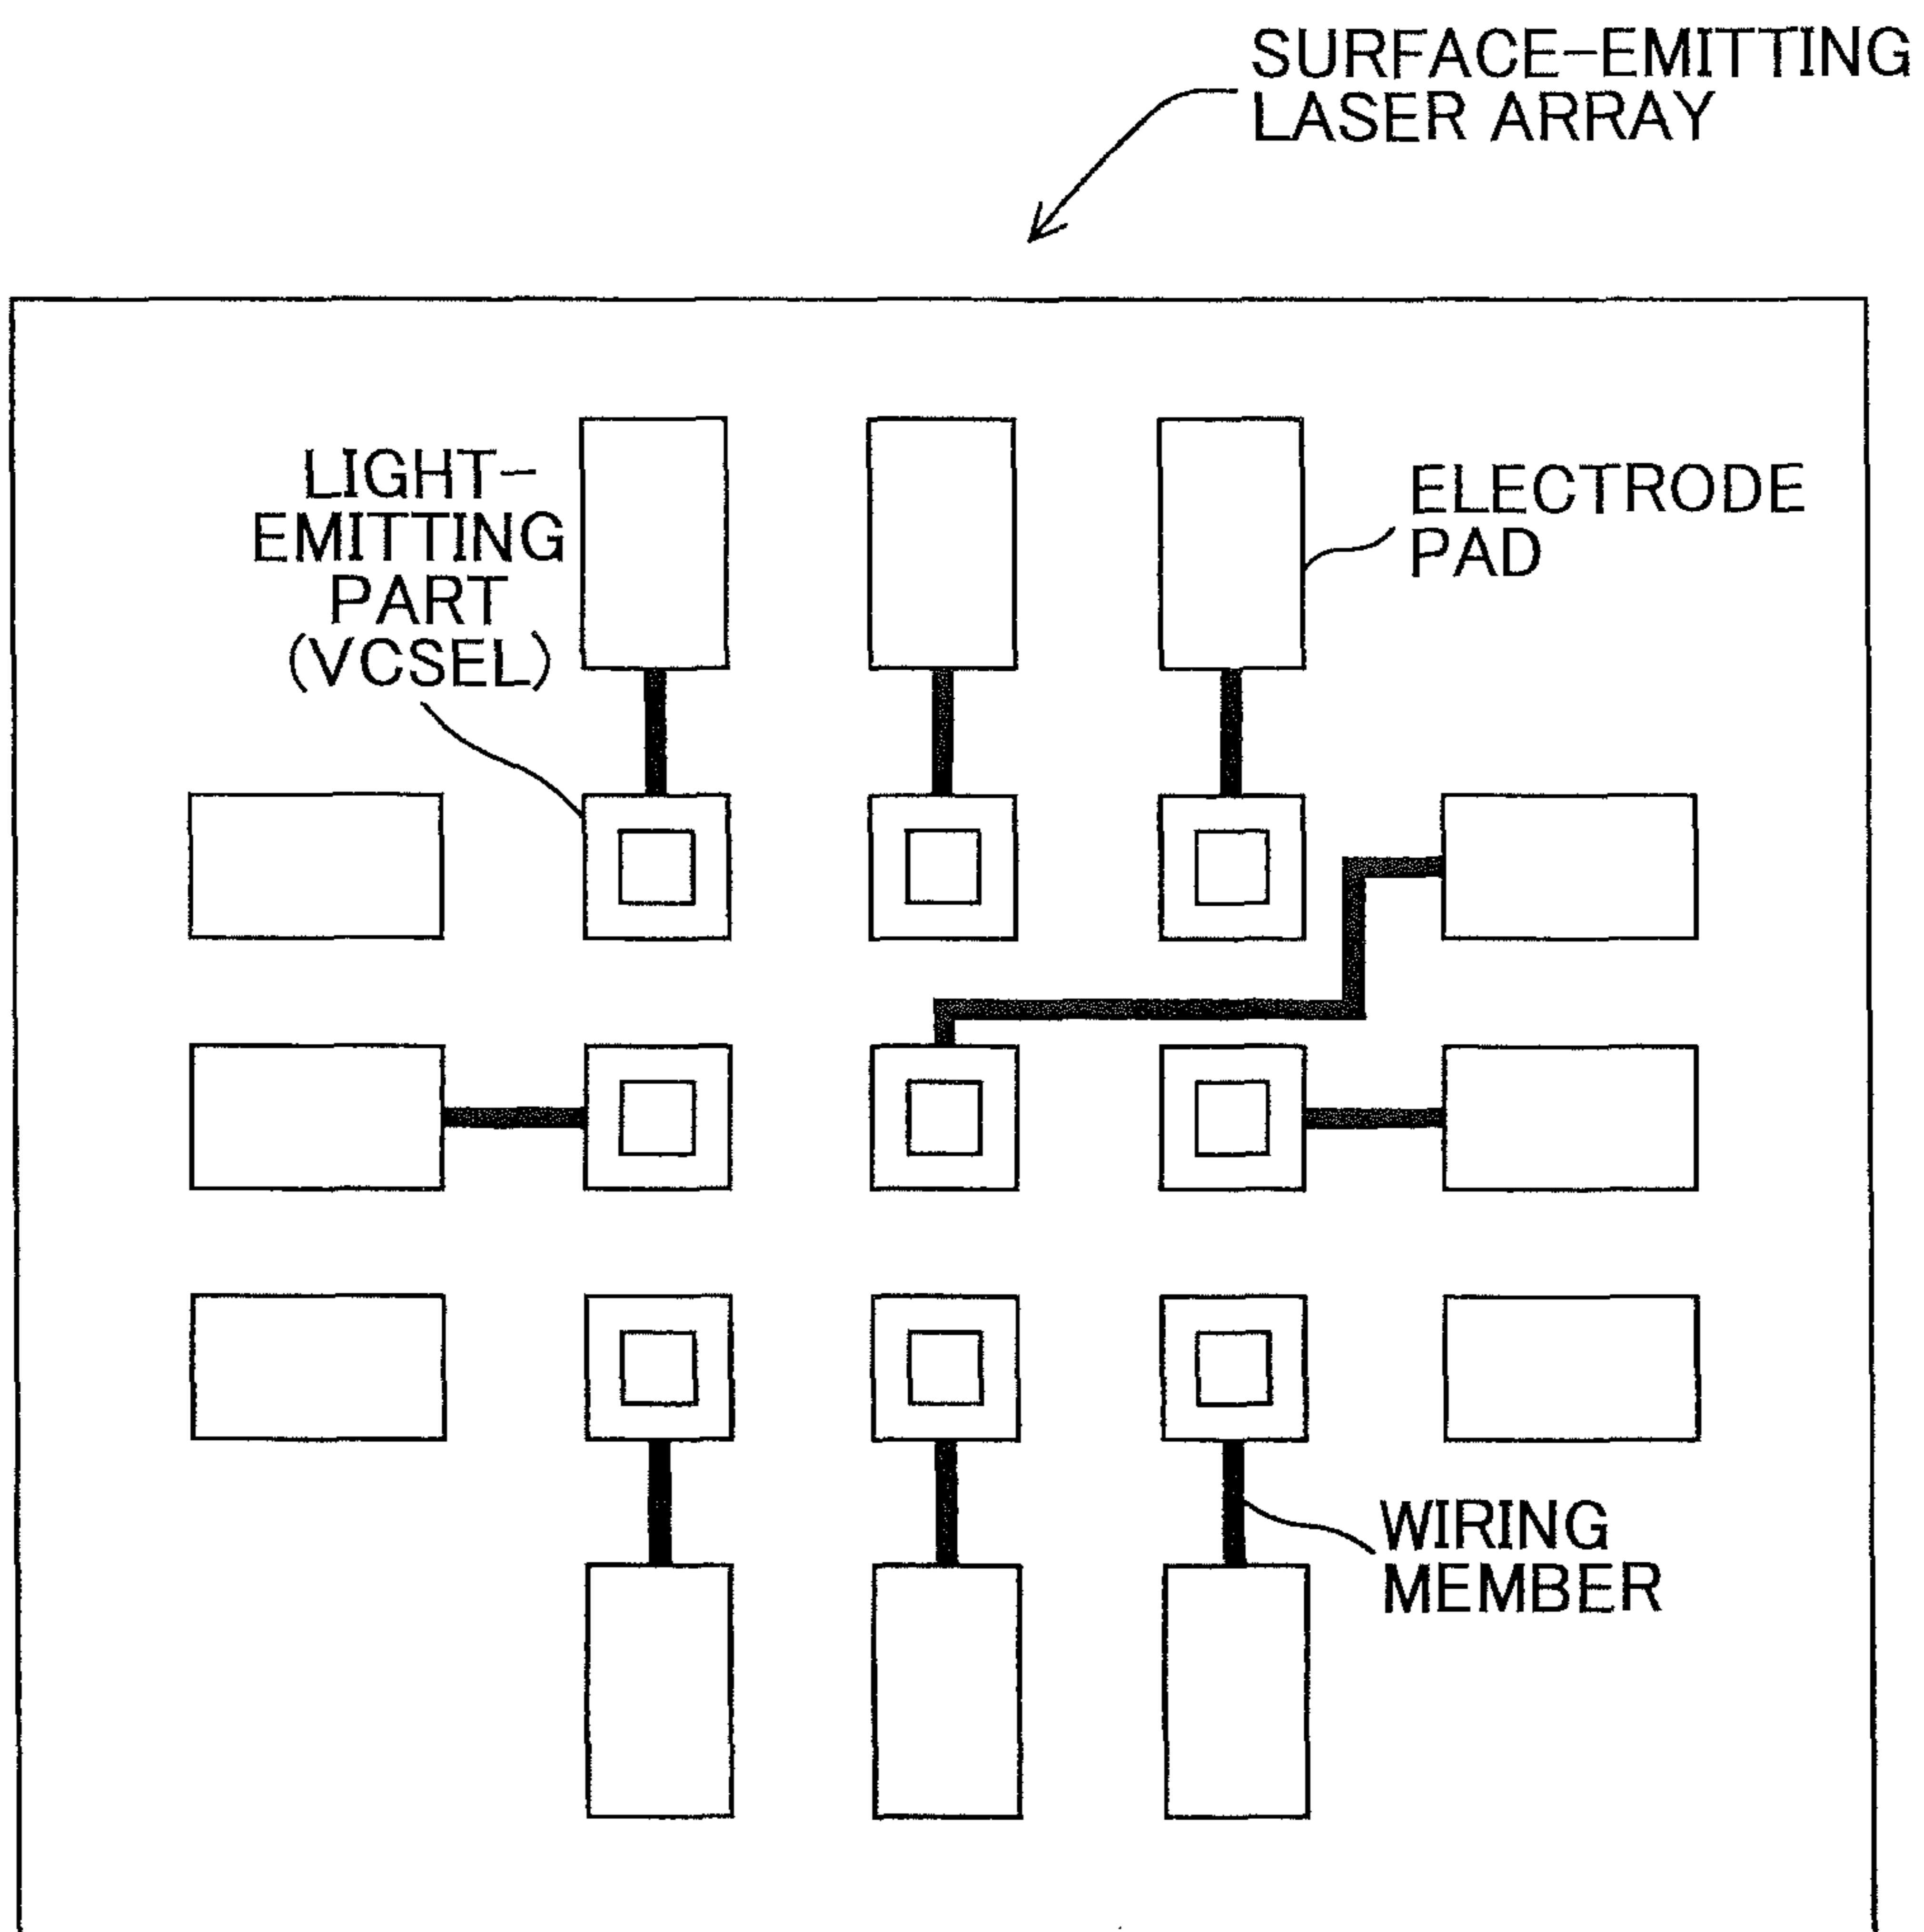 SURFACE-EMITTING
LASER ARRAY
LIGHT-
EMITTING
PART
(VCSEL)
ELECTRODE
PAD
WIRING
MEMBER